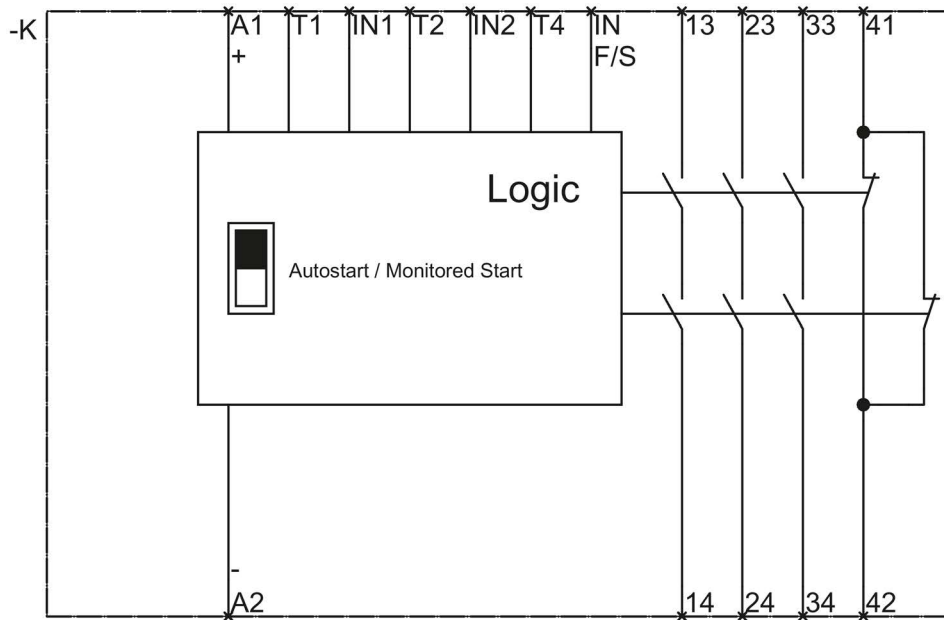 -K
A1 T1 IN1 T2 IN2 T4 IN 13 23 33 41
+ F/S
Logic
Autostart / Monitored Start
-
A2 14 24 34 42